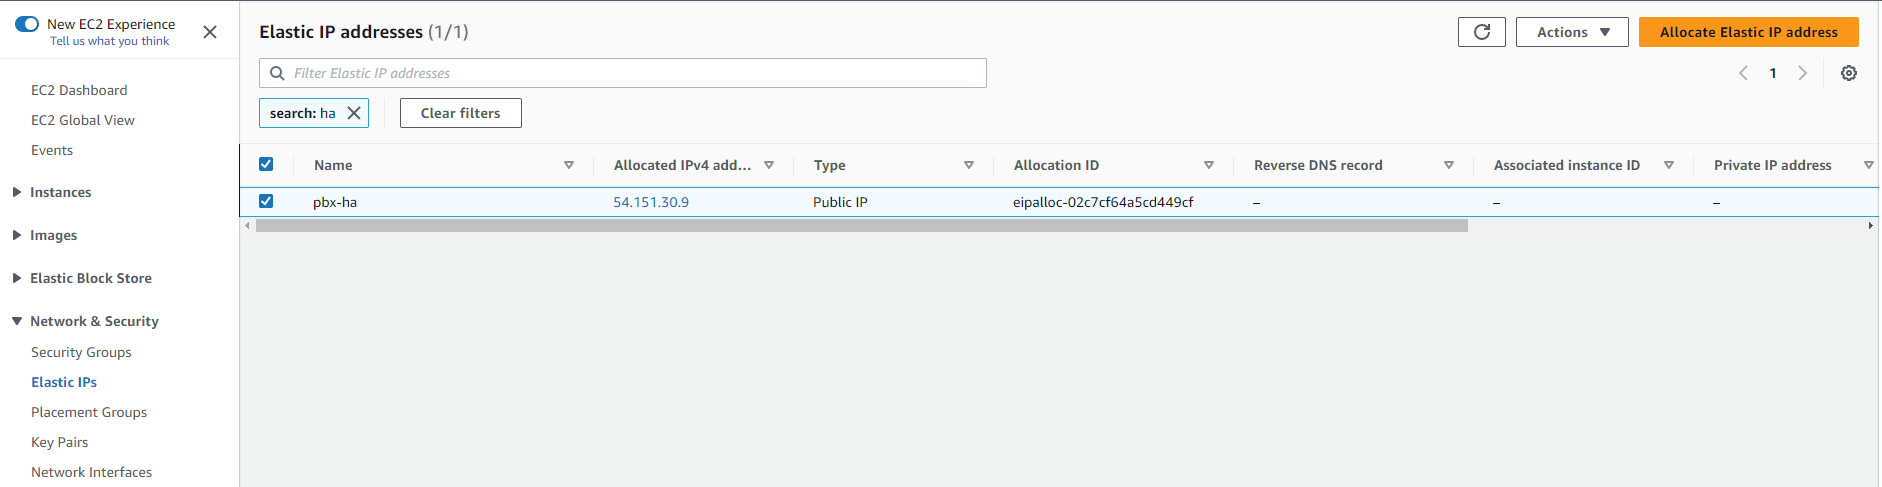 New EC2 Experience
Tell us what you think
EC2 Dashboard
EC2 Global View
Events
Instances
Images
Elastic Block Store
Network & Security
Security Groups
Elastic IPs
Placement Groups
Key Pairs
Network Interfaces
Elastic IP addresses (1/1)
Actions
Allocate Elastic IP address
Filter Elastic IP addresses
1
search: ha
Clear filters
Name Allocated IPv4 add... Type Allocation ID Reverse DNS record Associated instance ID Private IP address
pbx-ha 54.151.30.9 Public IP eipalloc-02c7cf64a5cd449cf – – –